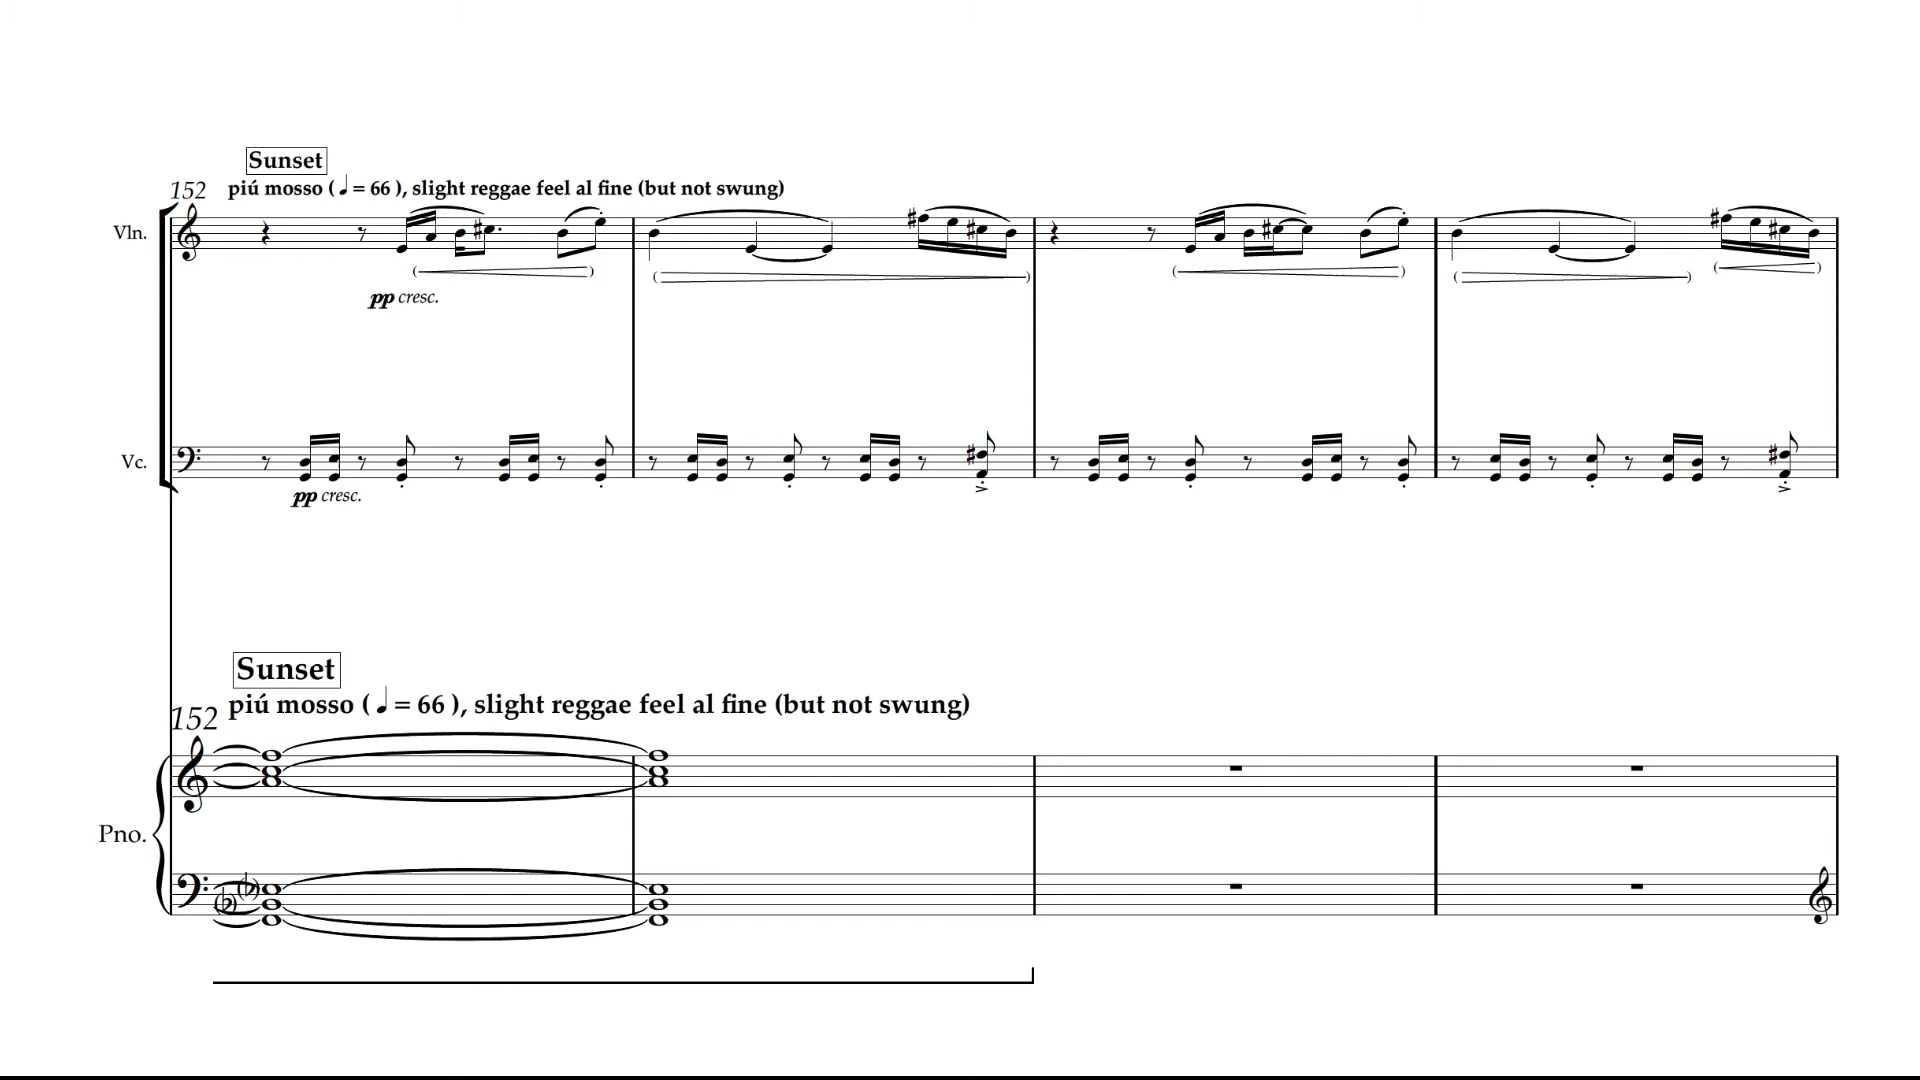 Sunset
152 piú mosso ( ♩ = 66 ), slight reggae feel al fine (but not swung)
Vln.
pp cresc.
Vc.
pp cresc.
Sunset
152 piú mosso ( ♩ = 66 ), slight reggae feel al fine (but not swung)
Pno.